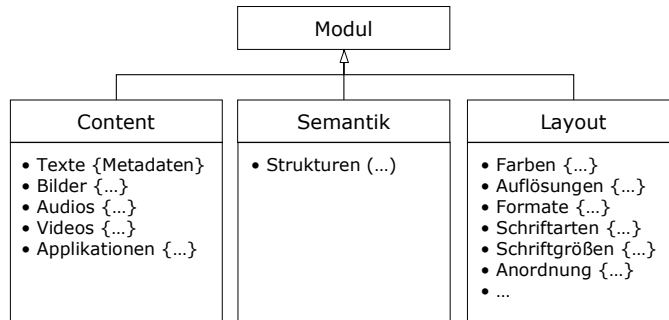 Modul
Content
• Texte {Metadaten}
• Bilder {…}
• Audios {…}
• Videos {…}
• Applikationen {…}
Semantik
• Strukturen (…)
Layout
• Farben {…}
• Auflösungen {…}
• Formate {…}
• Schriftarten {…}
• Schriftgrößen {…}
• Anordnung {…}
• …